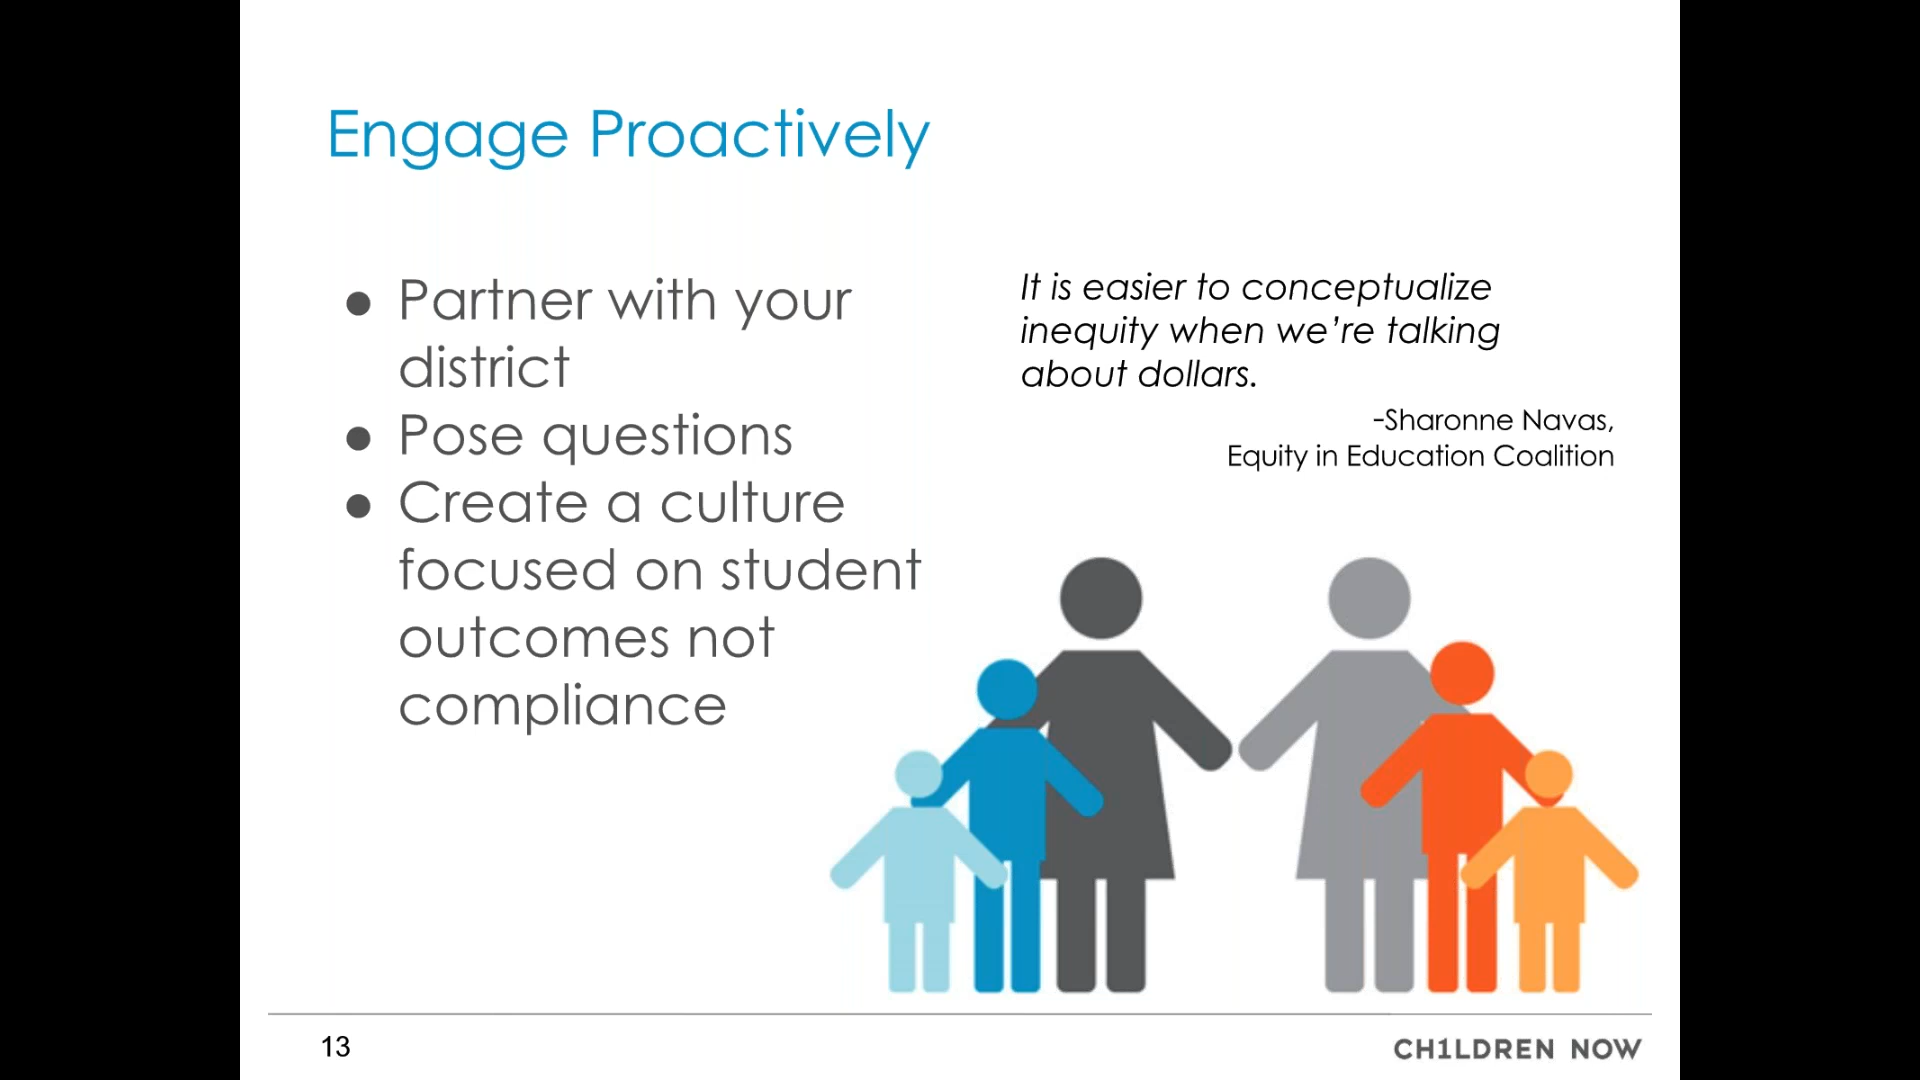 Engage Proactively
● Partner with your
district
● Pose questions
● Create a culture
focused on student
outcomes not
compliance
It is easier to conceptualize
inequity when we’re talking
about dollars.
-Sharonne Navas,
Equity in Education Coalition
13
CH1LDREN NOW